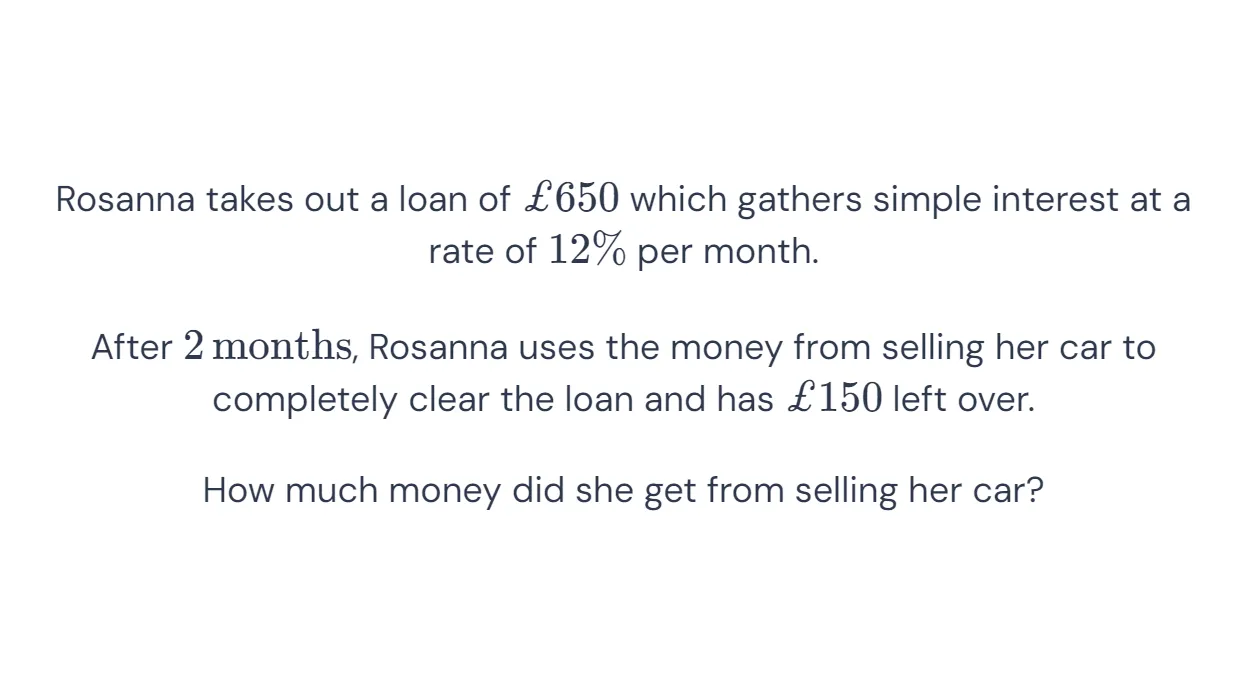 Rosanna takes out a loan of £650 which gathers simple interest at a
rate of 12% per month.
After 2 months, Rosanna uses the money from selling her car to
completely clear the loan and has £150 left over.
How much money did she get from selling her car?